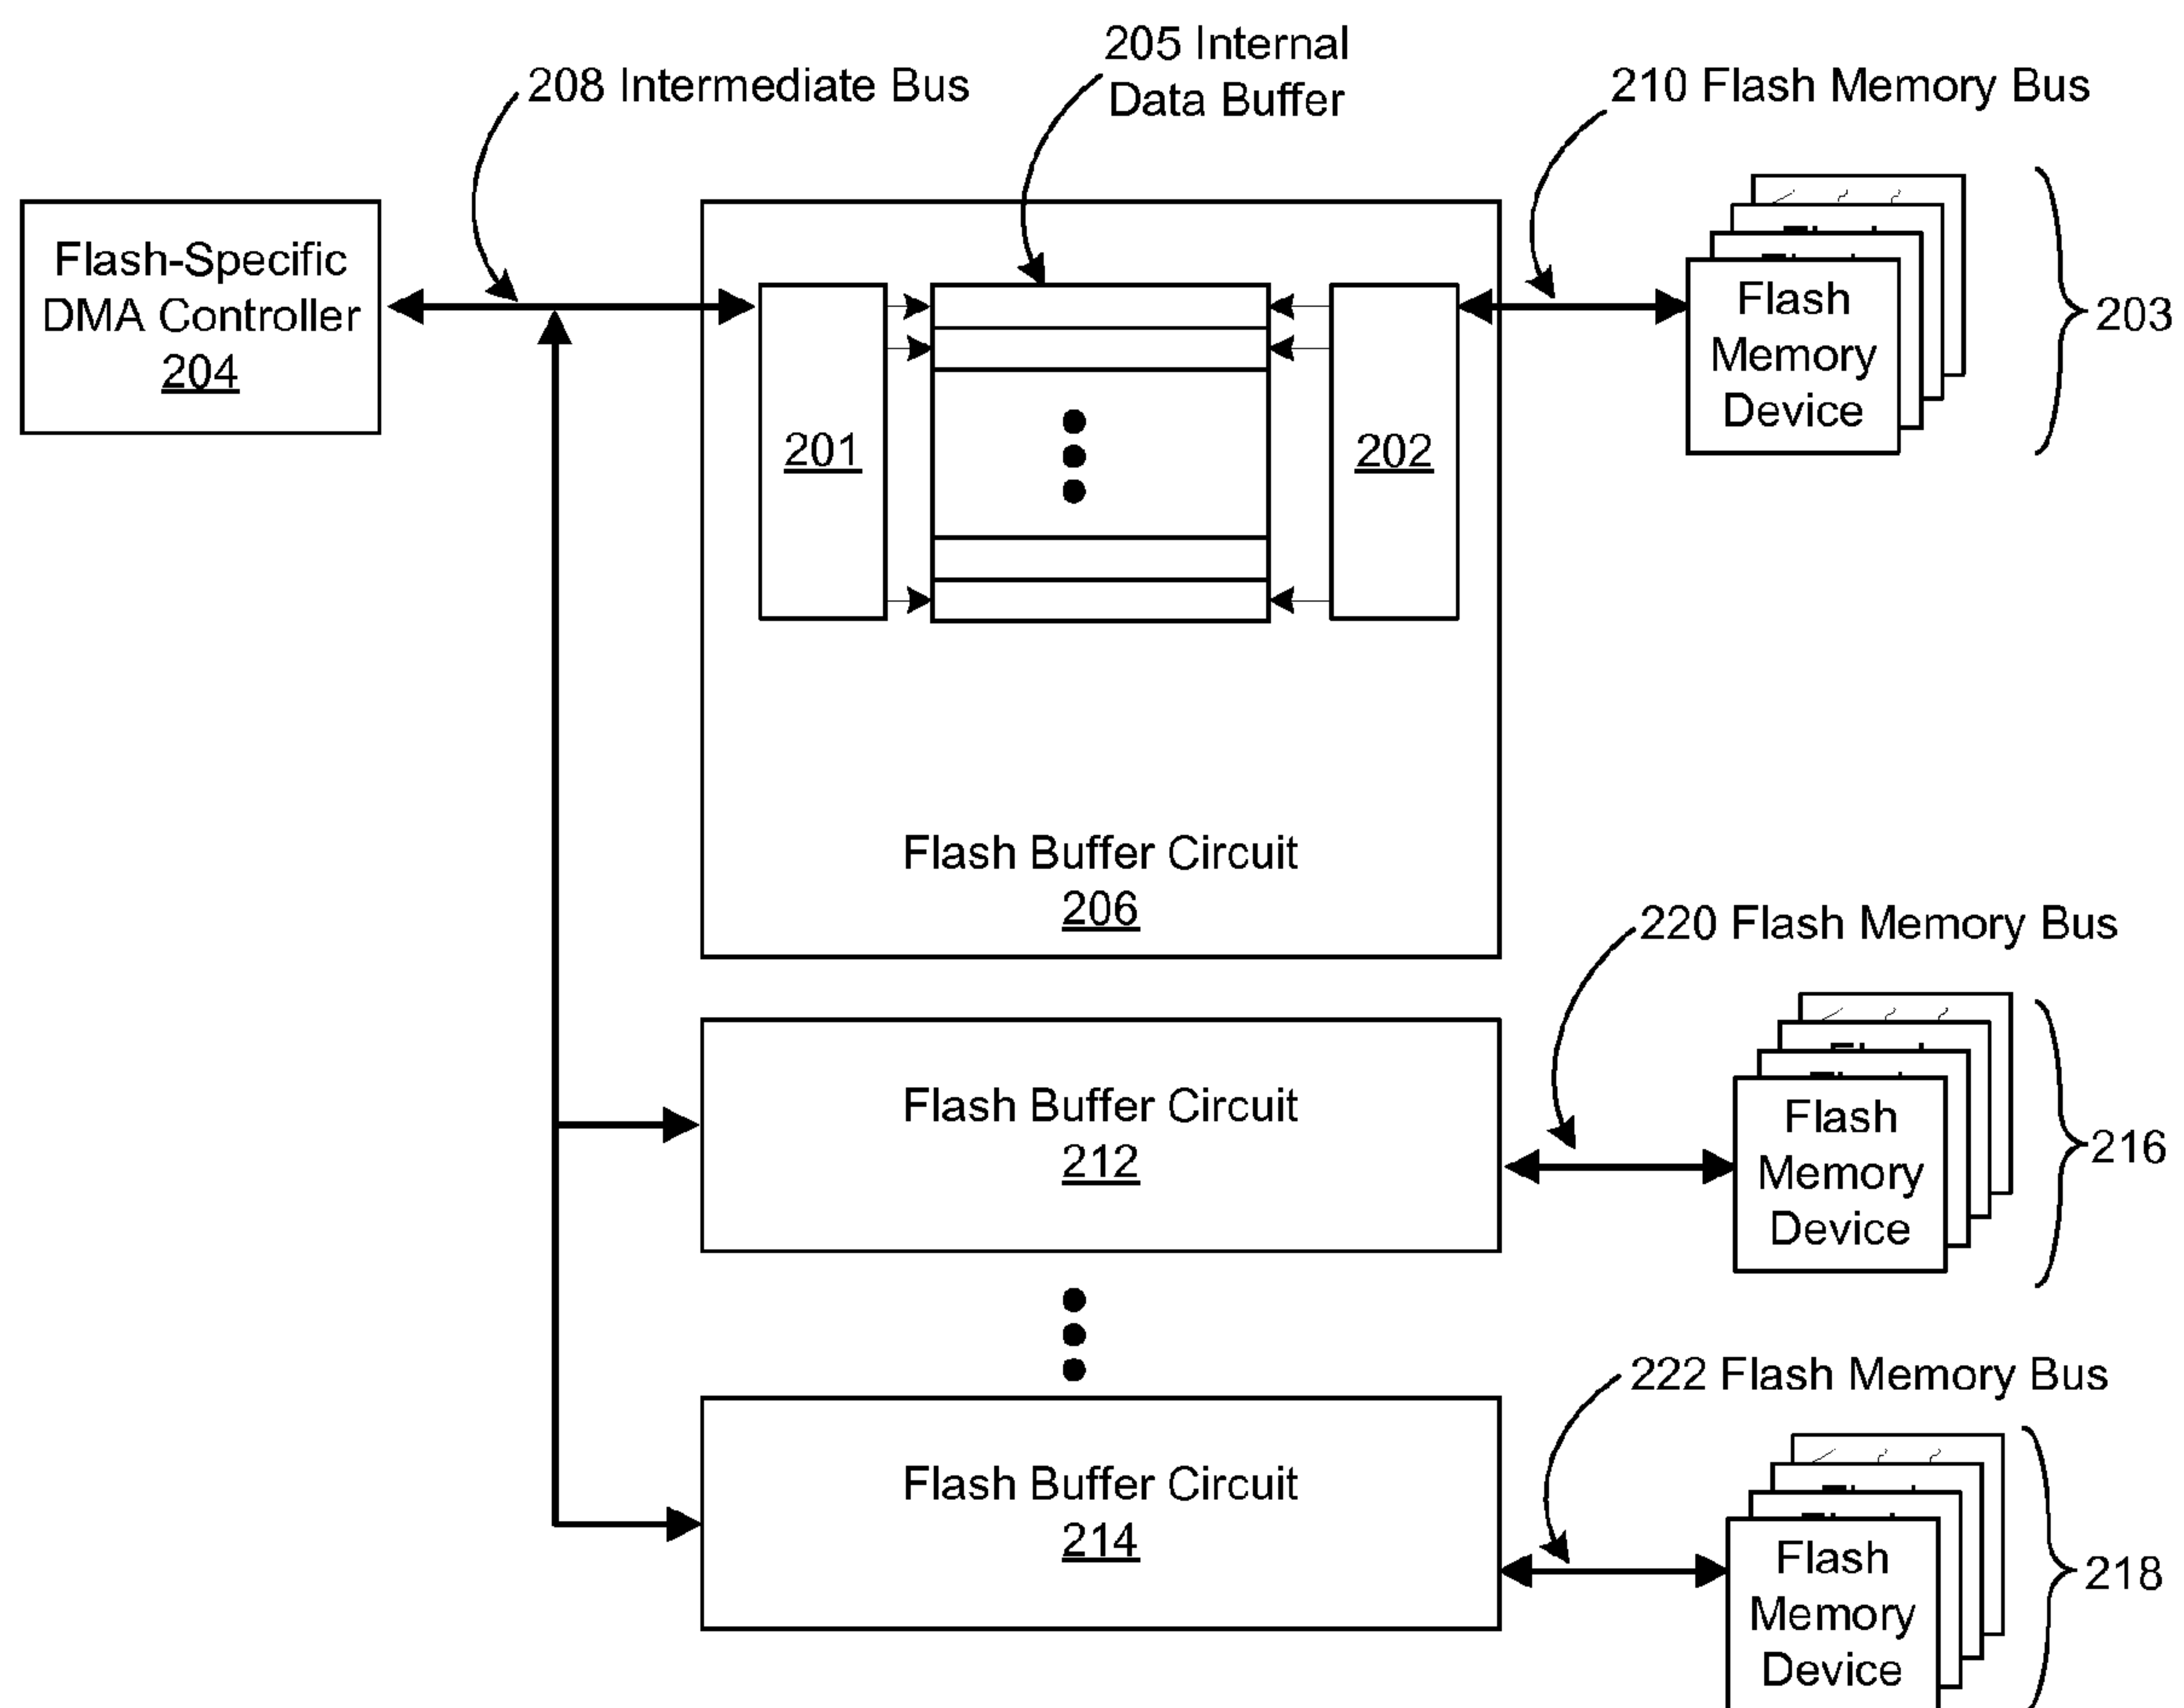 205 Internal
Data Buffer
208 Intermediate Bus
210 Flash Memory Bus
Flash-Specific
DMA Controller
204
201
202
Flash
Memory
Device
203
Flash Buffer Circuit
206
220 Flash Memory Bus
Flash Buffer Circuit
212
Flash
Memory
Device
216
222 Flash Memory Bus
Flash Buffer Circuit
214
Flash
Memory
Device
218